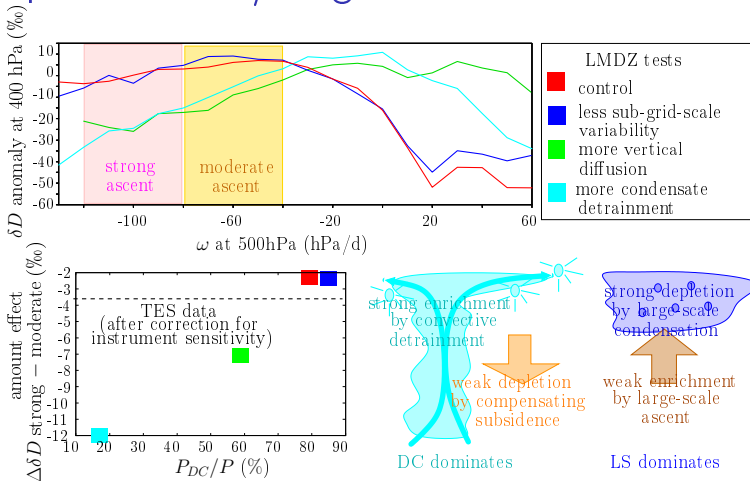 δD anomaly at 400 hPa (‰)
10
0
-10
-20
-30
-40
-50
-60
strong
ascent
moderate
ascent
-100
-60
-20
20
60
ω at 500hPa (hPa/d)
LMDZ tests
control
less sub-grid-scale
variability
more vertical
diffusion
more condensate
detrainment
amount effect
Δ δD strong − moderate (‰)
-2
-3
-4
-5
-6
-7
-8
-9
-10
-11
-12
TES data
(after correction for
instrument sensitivity)
10 20 30 40 50 60 70 80 90
P_DC/P (%)
strong enrichment
by convective
detrainment
weak depletion
by compensating
subsidence
DC dominates
strong depletion
by large-scale
condensation
weak enrichment
by large-scale
ascent
LS dominates